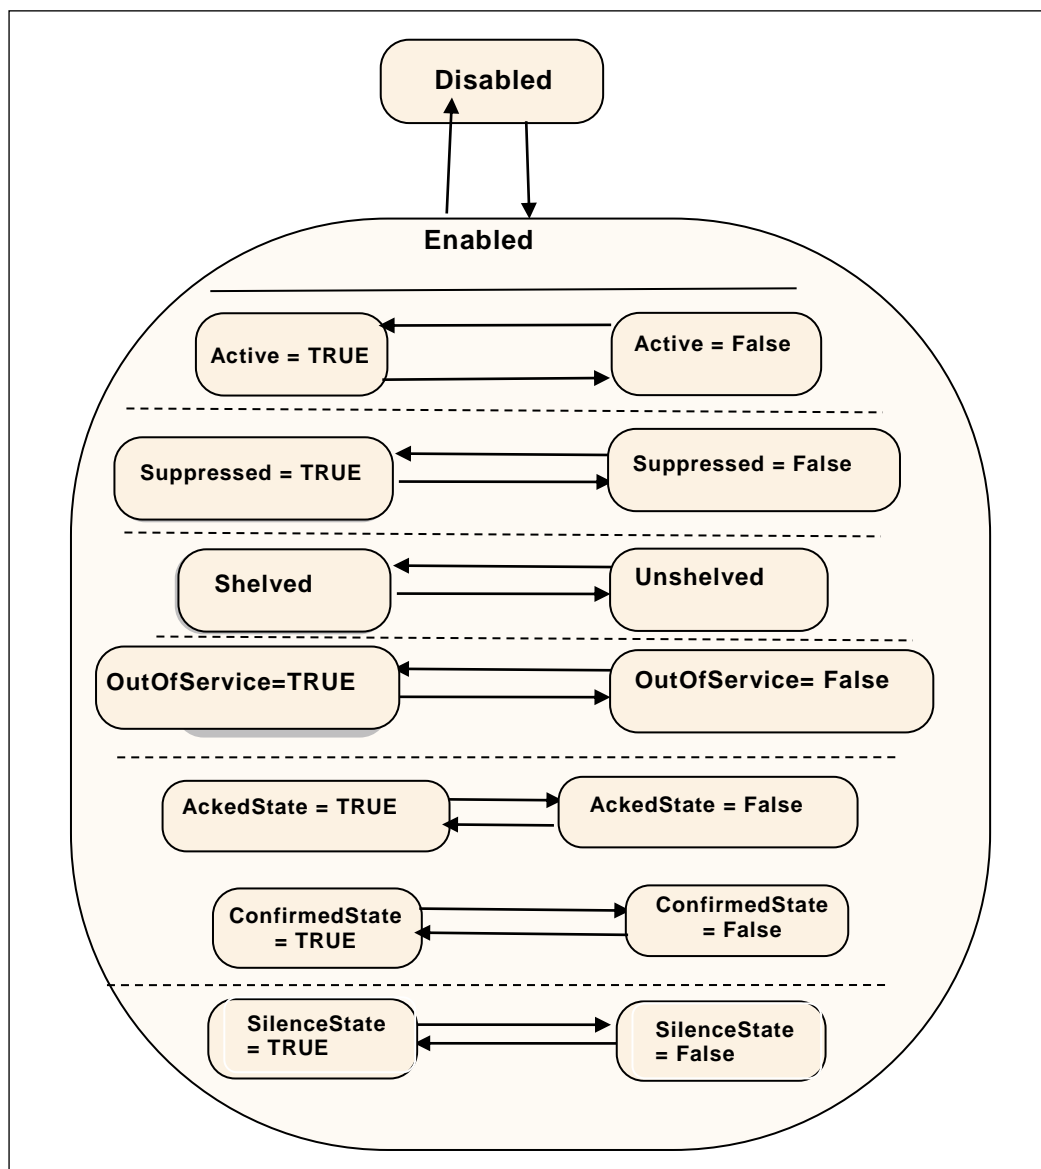 Disabled
Enabled
Active = TRUE
Active = False
Suppressed = TRUE
Suppressed = False
Shelved
Unshelved
OutOfService=TRUE
OutOfService= False
AckedState = TRUE
AckedState = False
ConfirmedState
= TRUE
ConfirmedState
= False
SilenceState
= TRUE
SilenceState
= False